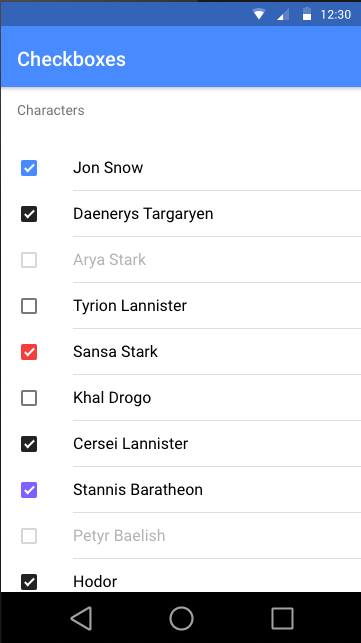 12:30
Checkboxes
Characters
Jon Snow
Daenerys Targaryen
Arya Stark
Tyrion Lannister
Sansa Stark
Khal Drogo
Cersei Lannister
Stannis Baratheon
Petyr Baelish
Hodor